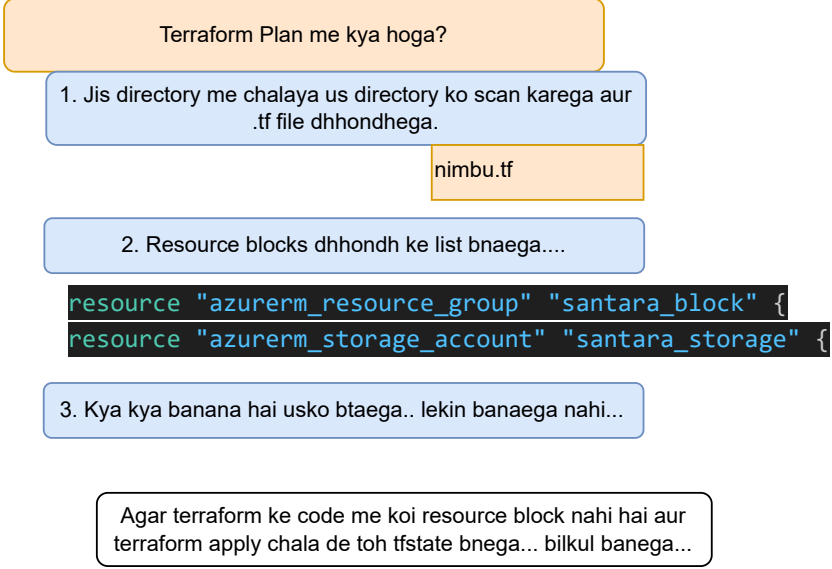 Terraform Plan me kya hoga?
1. Jis directory me chalaya us directory ko scan karega aur
.tf file dhhondhega.
nimbu.tf
2. Resource blocks dhhondh ke list bnaega....
resource "azurerm_resource_group" "santara_block" {
resource "azurerm_storage_account" "santara_storage" {
3. Kya kya banana hai usko btaega.. lekin banaega nahi...
Agar terraform ke code me koi resource block nahi hai aur
terraform apply chala de toh tfstate bnega... bilkul banega...